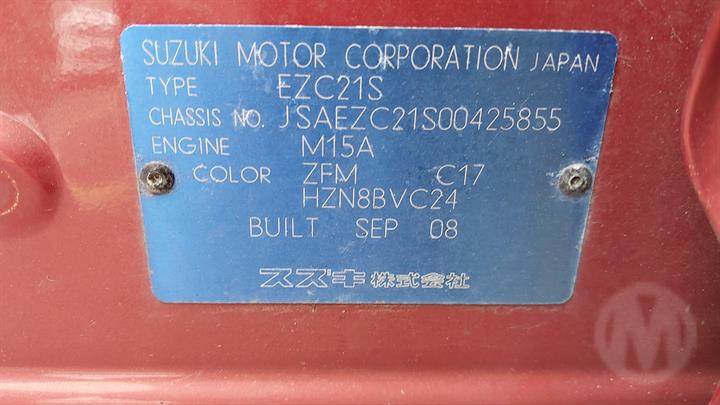 SUZUKI MOTOR CORPORATION JAPAN
TYPE EZC21S
CHASSIS NO. JSAEZC21S00425855
ENGINE M15A
COLOR ZFM C17
HZN8BVC24
BUILT SEP 08
スズキ株式会社
M